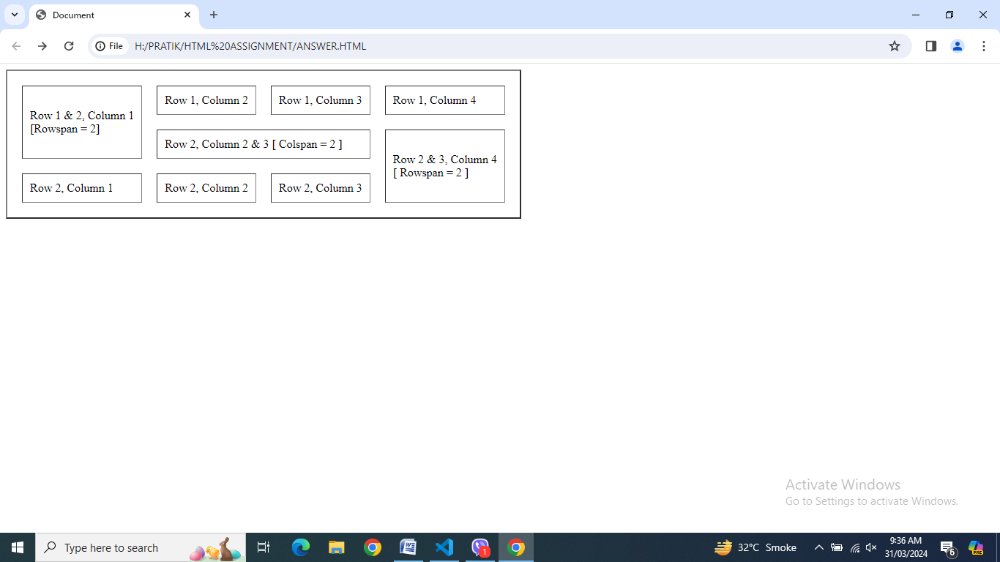 Document
File
H:/PRATIK/HTML%20ASSIGNMENT/ANSWER.HTML
Row 1 & 2, Column 1
[Rowspan = 2]
Row 1, Column 2
Row 1, Column 3
Row 1, Column 4
Row 2, Column 2 & 3 [ Colspan = 2 ]
Row 2 & 3, Column 4
[ Rowspan = 2 ]
Row 2, Column 1
Row 2, Column 2
Row 2, Column 3
Activate Windows
Go to Settings to activate Windows.
Type here to search
W
1
32°C Smoke
9:36 AM
31/03/2024
6
PRE